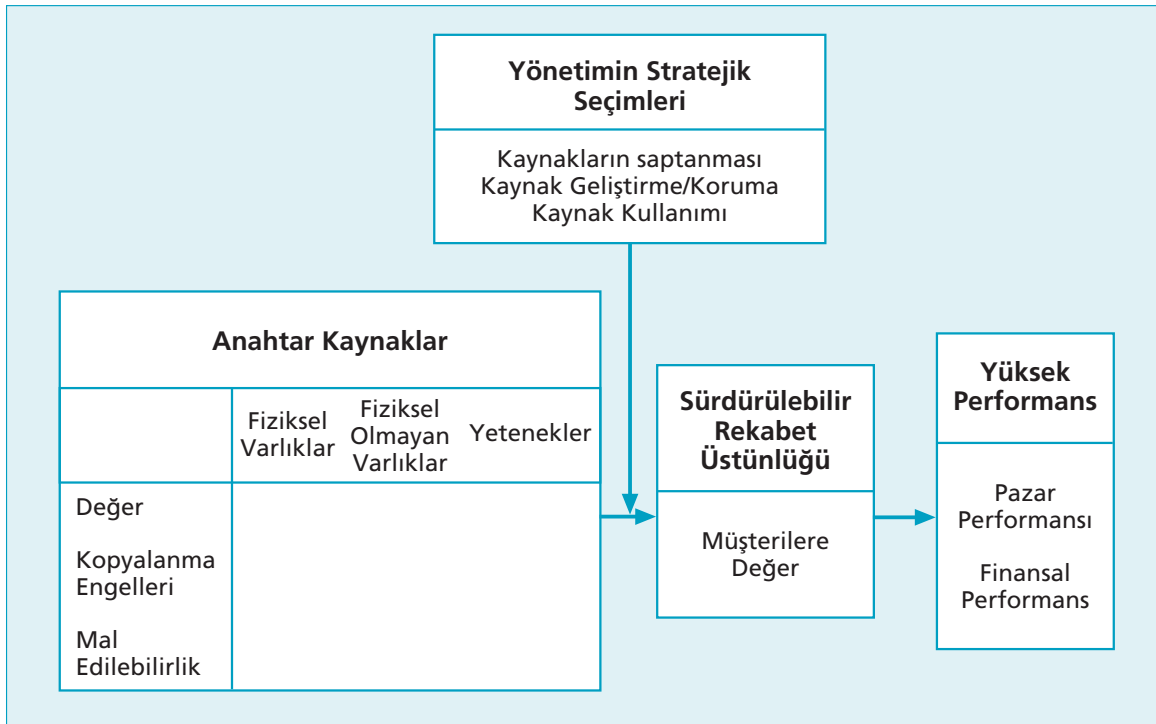 Yönetimin Stratejik
Seçimleri
Kaynakların saptanması
Kaynak Geliştirme/Koruma
Kaynak Kullanımı
Anahtar Kaynaklar
Fiziksel
Varlıklar
Fiziksel
Olmayan
Varlıklar
Yetenekler
Değer
Kopyalanma
Engelleri
Mal
Edilebilirlik
Sürdürülebilir
Rekabet
Üstünlüğü
Müşterilere
Değer
Yüksek
Performans
Pazar
Performansı
Finansal
Performans